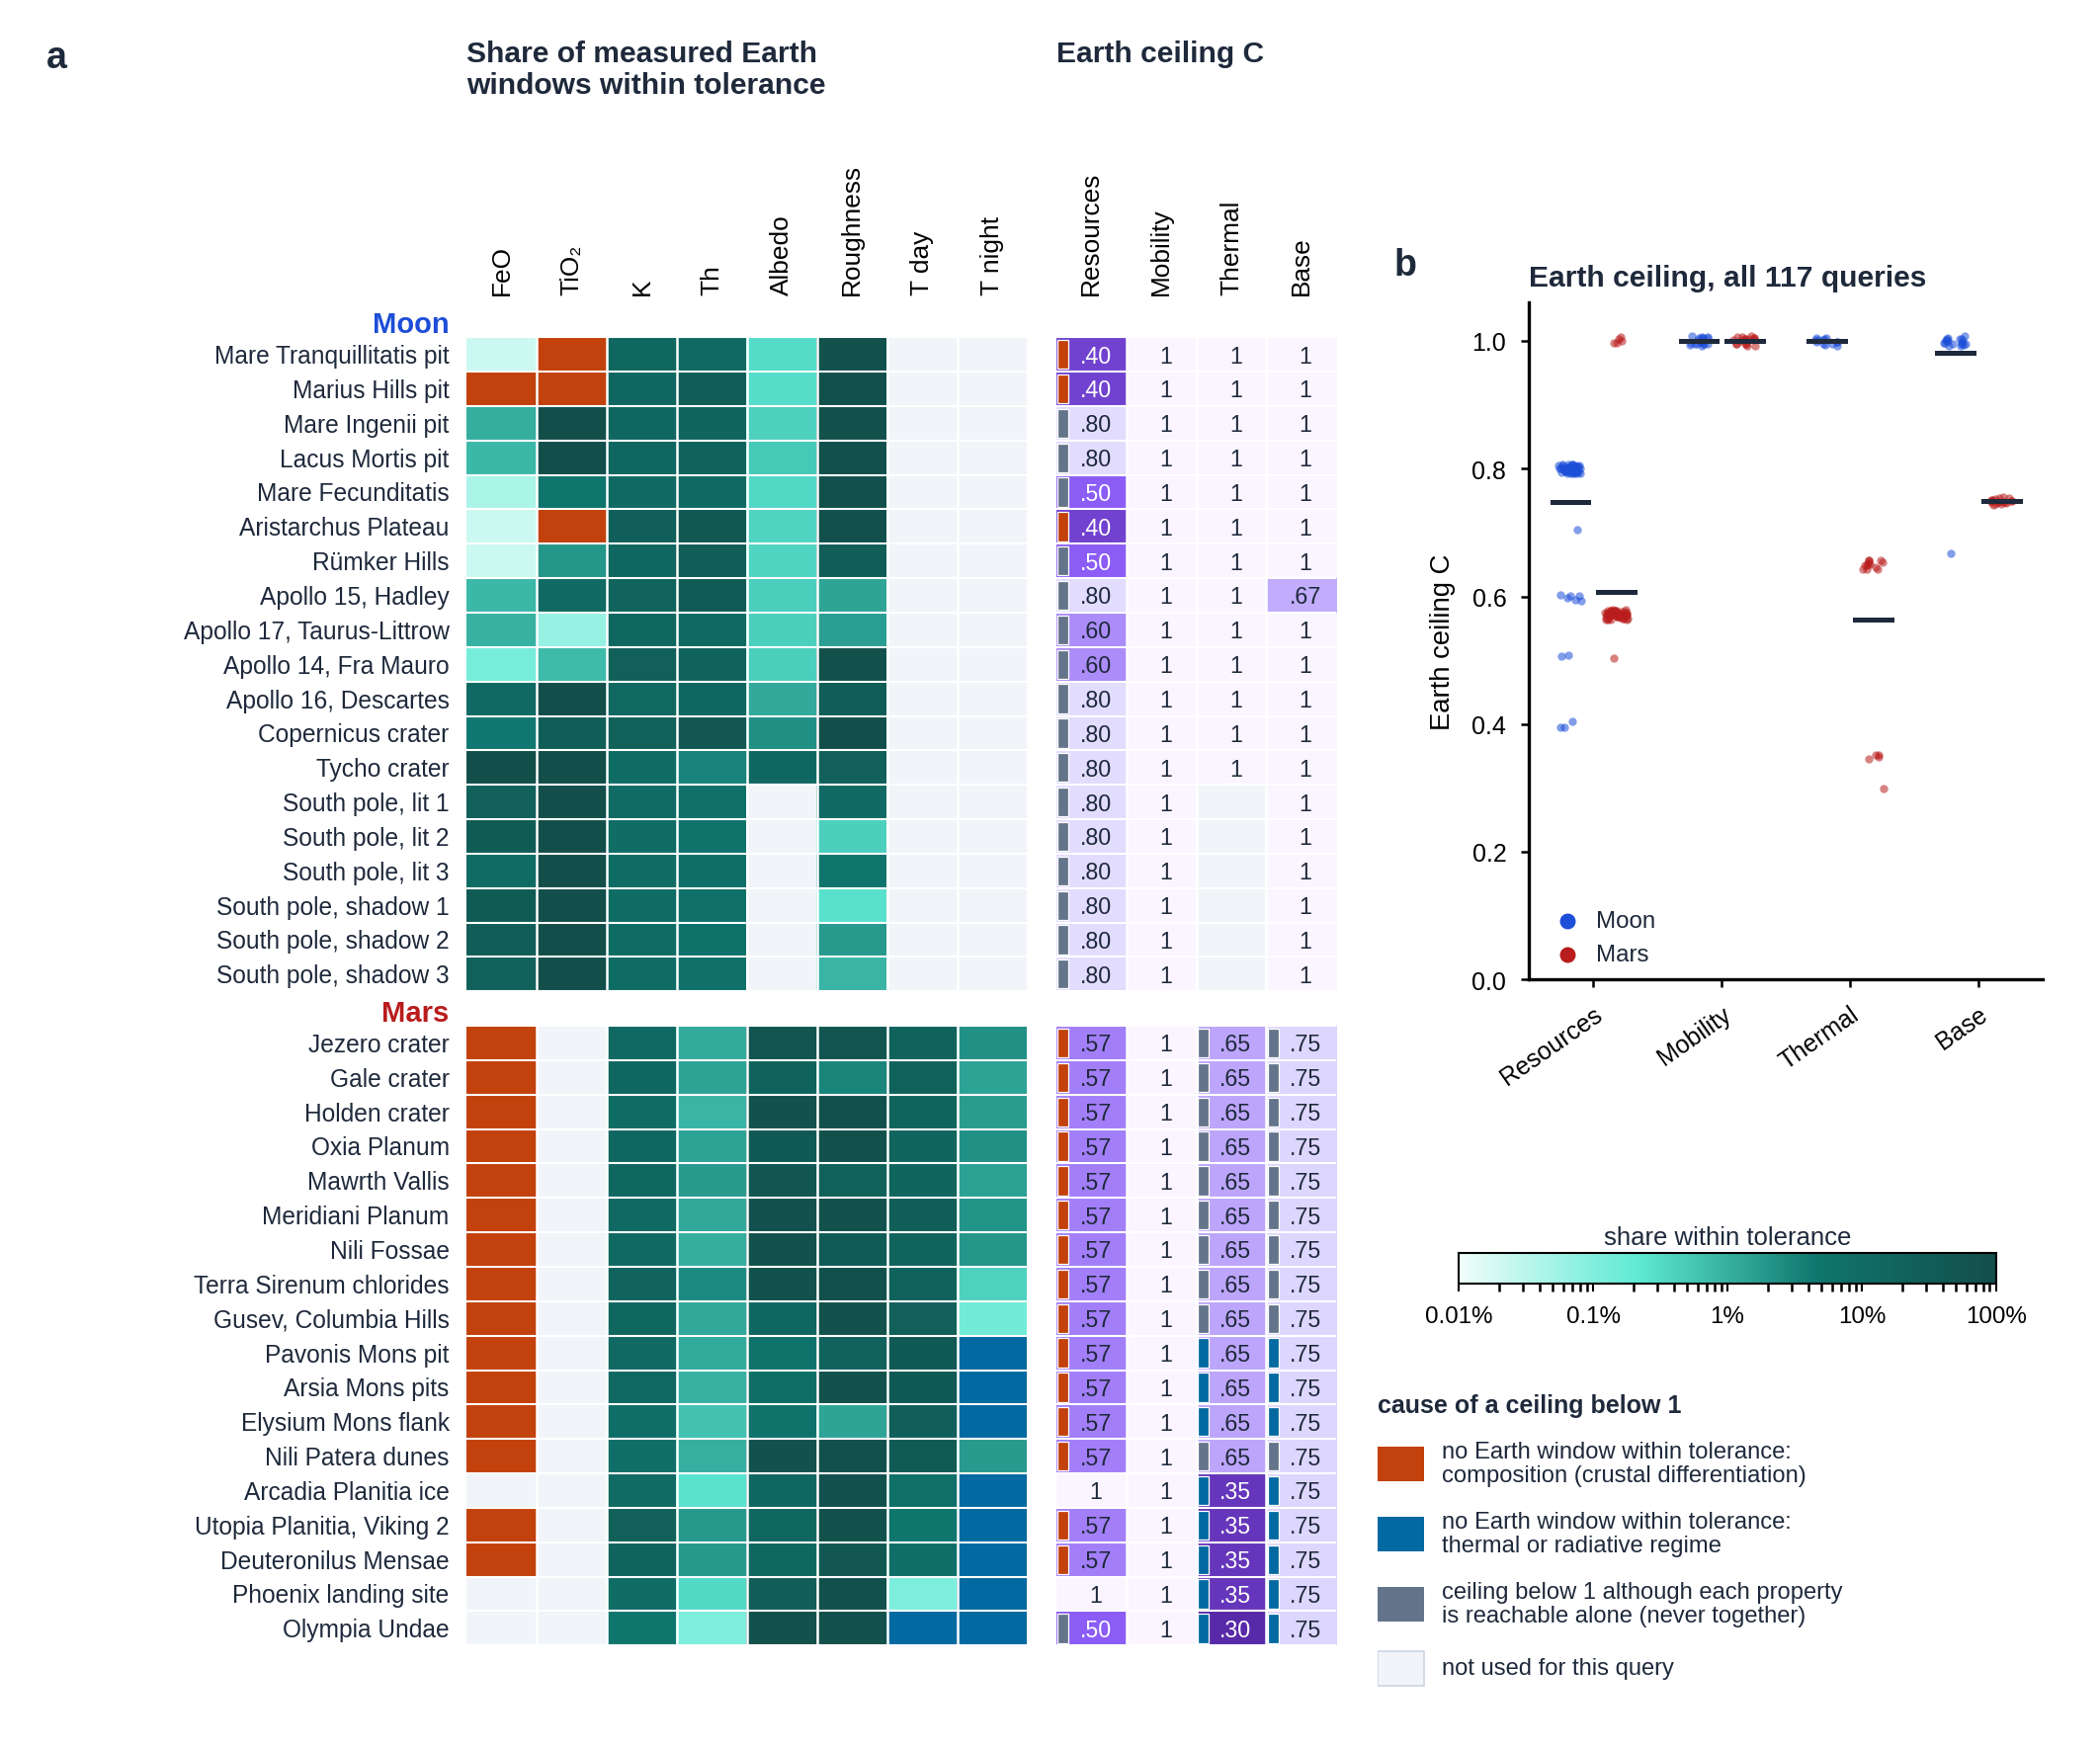 a
Share of measured Earth
windows within tolerance
Earth ceiling C
FeO
TiO₂
K
Th
Albedo
Roughness
T day
T night
Resources
Mobility
Thermal
Base
Moon
Mare Tranquillitatis pit .40 1 1 1
Marius Hills pit .40 1 1 1
Mare Ingenii pit .80 1 1 1
Lacus Mortis pit .80 1 1 1
Mare Fecunditatis .50 1 1 1
Aristarchus Plateau .40 1 1 1
Rümker Hills .50 1 1 1
Apollo 15, Hadley .80 1 1 .67
Apollo 17, Taurus-Littrow .60 1 1 1
Apollo 14, Fra Mauro .60 1 1 1
Apollo 16, Descartes .80 1 1 1
Copernicus crater .80 1 1 1
Tycho crater .80 1 1 1
South pole, lit 1 .80 1 1
South pole, lit 2 .80 1 1
South pole, lit 3 .80 1 1
South pole, shadow 1 .80 1 1
South pole, shadow 2 .80 1 1
South pole, shadow 3 .80 1 1
Mars
Jezero crater .57 1 .65 .75
Gale crater .57 1 .65 .75
Holden crater .57 1 .65 .75
Oxia Planum .57 1 .65 .75
Mawrth Vallis .57 1 .65 .75
Meridiani Planum .57 1 .65 .75
Nili Fossae .57 1 .65 .75
Terra Sirenum chlorides .57 1 .65 .75
Gusev, Columbia Hills .57 1 .65 .75
Pavonis Mons pit .57 1 .65 .75
Arsia Mons pits .57 1 .65 .75
Elysium Mons flank .57 1 .65 .75
Nili Patera dunes .57 1 .65 .75
Arcadia Planitia ice 1 1 .35 .75
Utopia Planitia, Viking 2 .57 1 .35 .75
Deuteronilus Mensae .57 1 .35 .75
Phoenix landing site 1 1 .35 .75
Olympia Undae .50 1 .30 .75
b
Earth ceiling, all 117 queries
Earth ceiling C
1.0
0.8
0.6
0.4
0.2
0.0
Moon
Mars
Resources
Mobility
Thermal
Base
share within tolerance
0.01% 0.1% 1% 10% 100%
cause of a ceiling below 1
no Earth window within tolerance:
composition (crustal differentiation)
no Earth window within tolerance:
thermal or radiative regime
ceiling below 1 although each property
is reachable alone (never together)
not used for this query